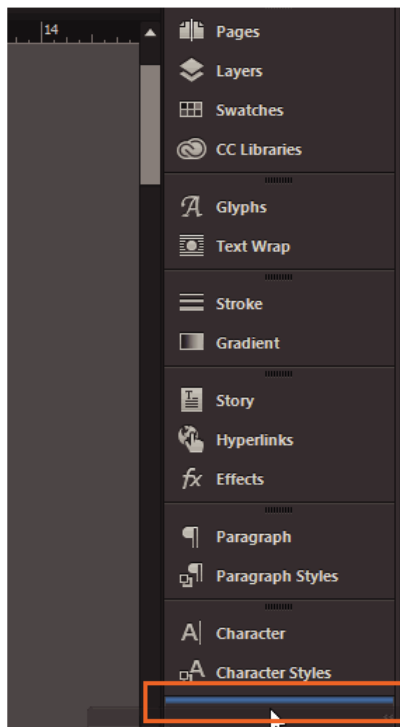 14
Pages
Layers
Swatches
CC Libraries
Glyphs
Text Wrap
Stroke
Gradient
Story
Hyperlinks
fx Effects
Paragraph
Paragraph Styles
A Character
A Character Styles